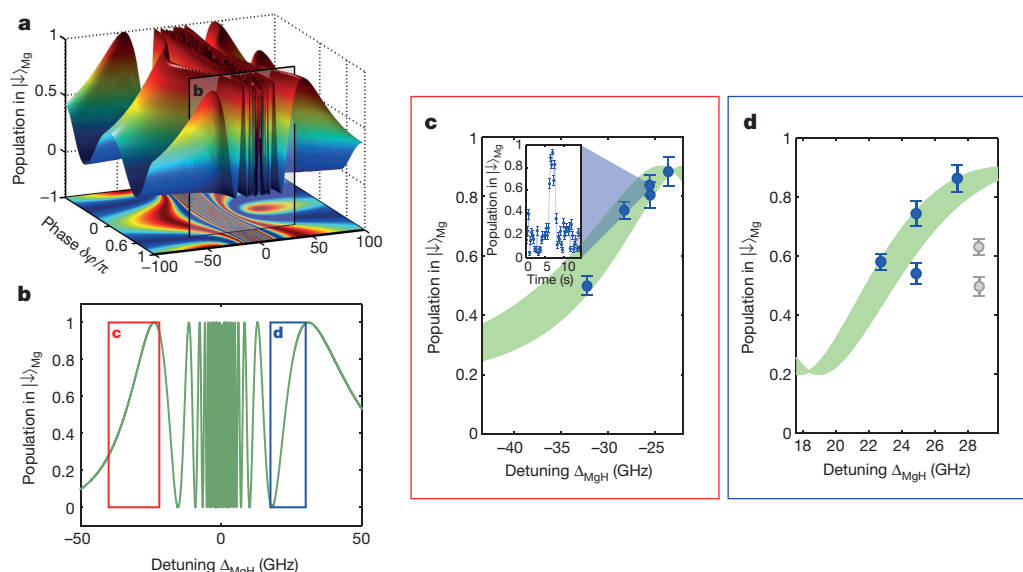 a
Population in |↓⟩Mg
1
0.5
0
−1
0
0.6
1
Phase δφ/π
−100
−50
0
50
100
b
b
Population in |↓⟩Mg
1
0.8
0.6
0.4
0.2
0
c
d
−50
0
50
Detuning ΔMgH (GHz)
c
Population in |↓⟩Mg
1
0.8
0.6
0.4
0.2
0
Population in |↓⟩Mg
1
0.8
0.6
0.4
0.2
0
0 5 10
Time (s)
−40 −35 −30 −25
Detuning ΔMgH (GHz)
d
Population in |↓⟩Mg
1
0.8
0.6
0.4
0.2
0
18 20 22 24 26 28
Detuning ΔMgH (GHz)